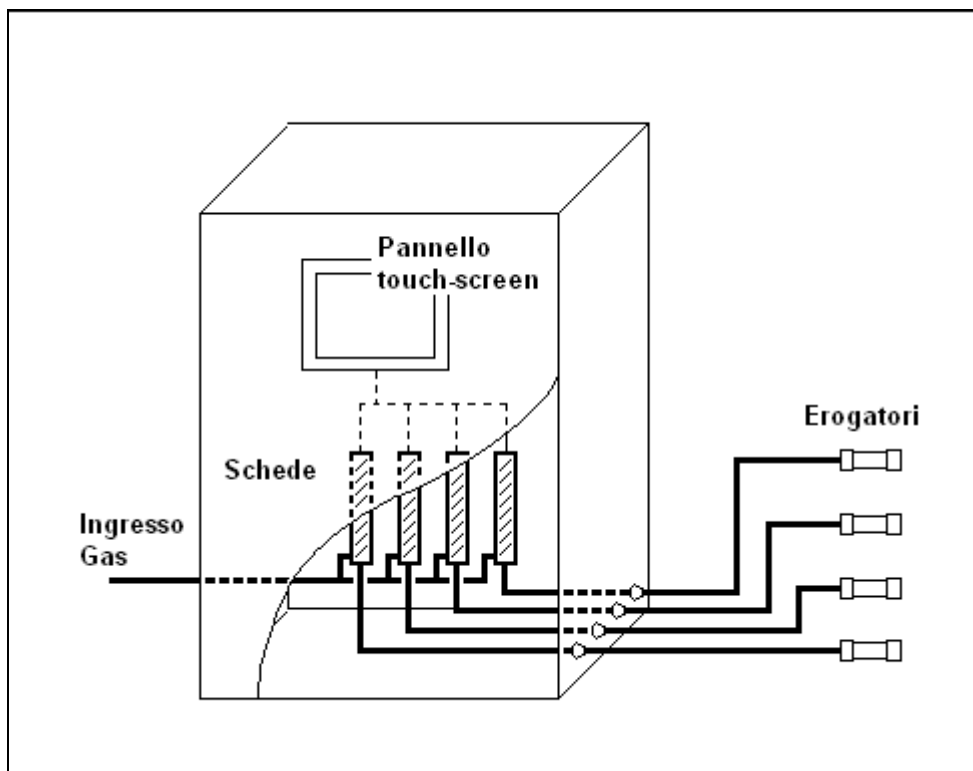 Pannello
touch-screen
Erogatori
Schede
Ingresso
Gas